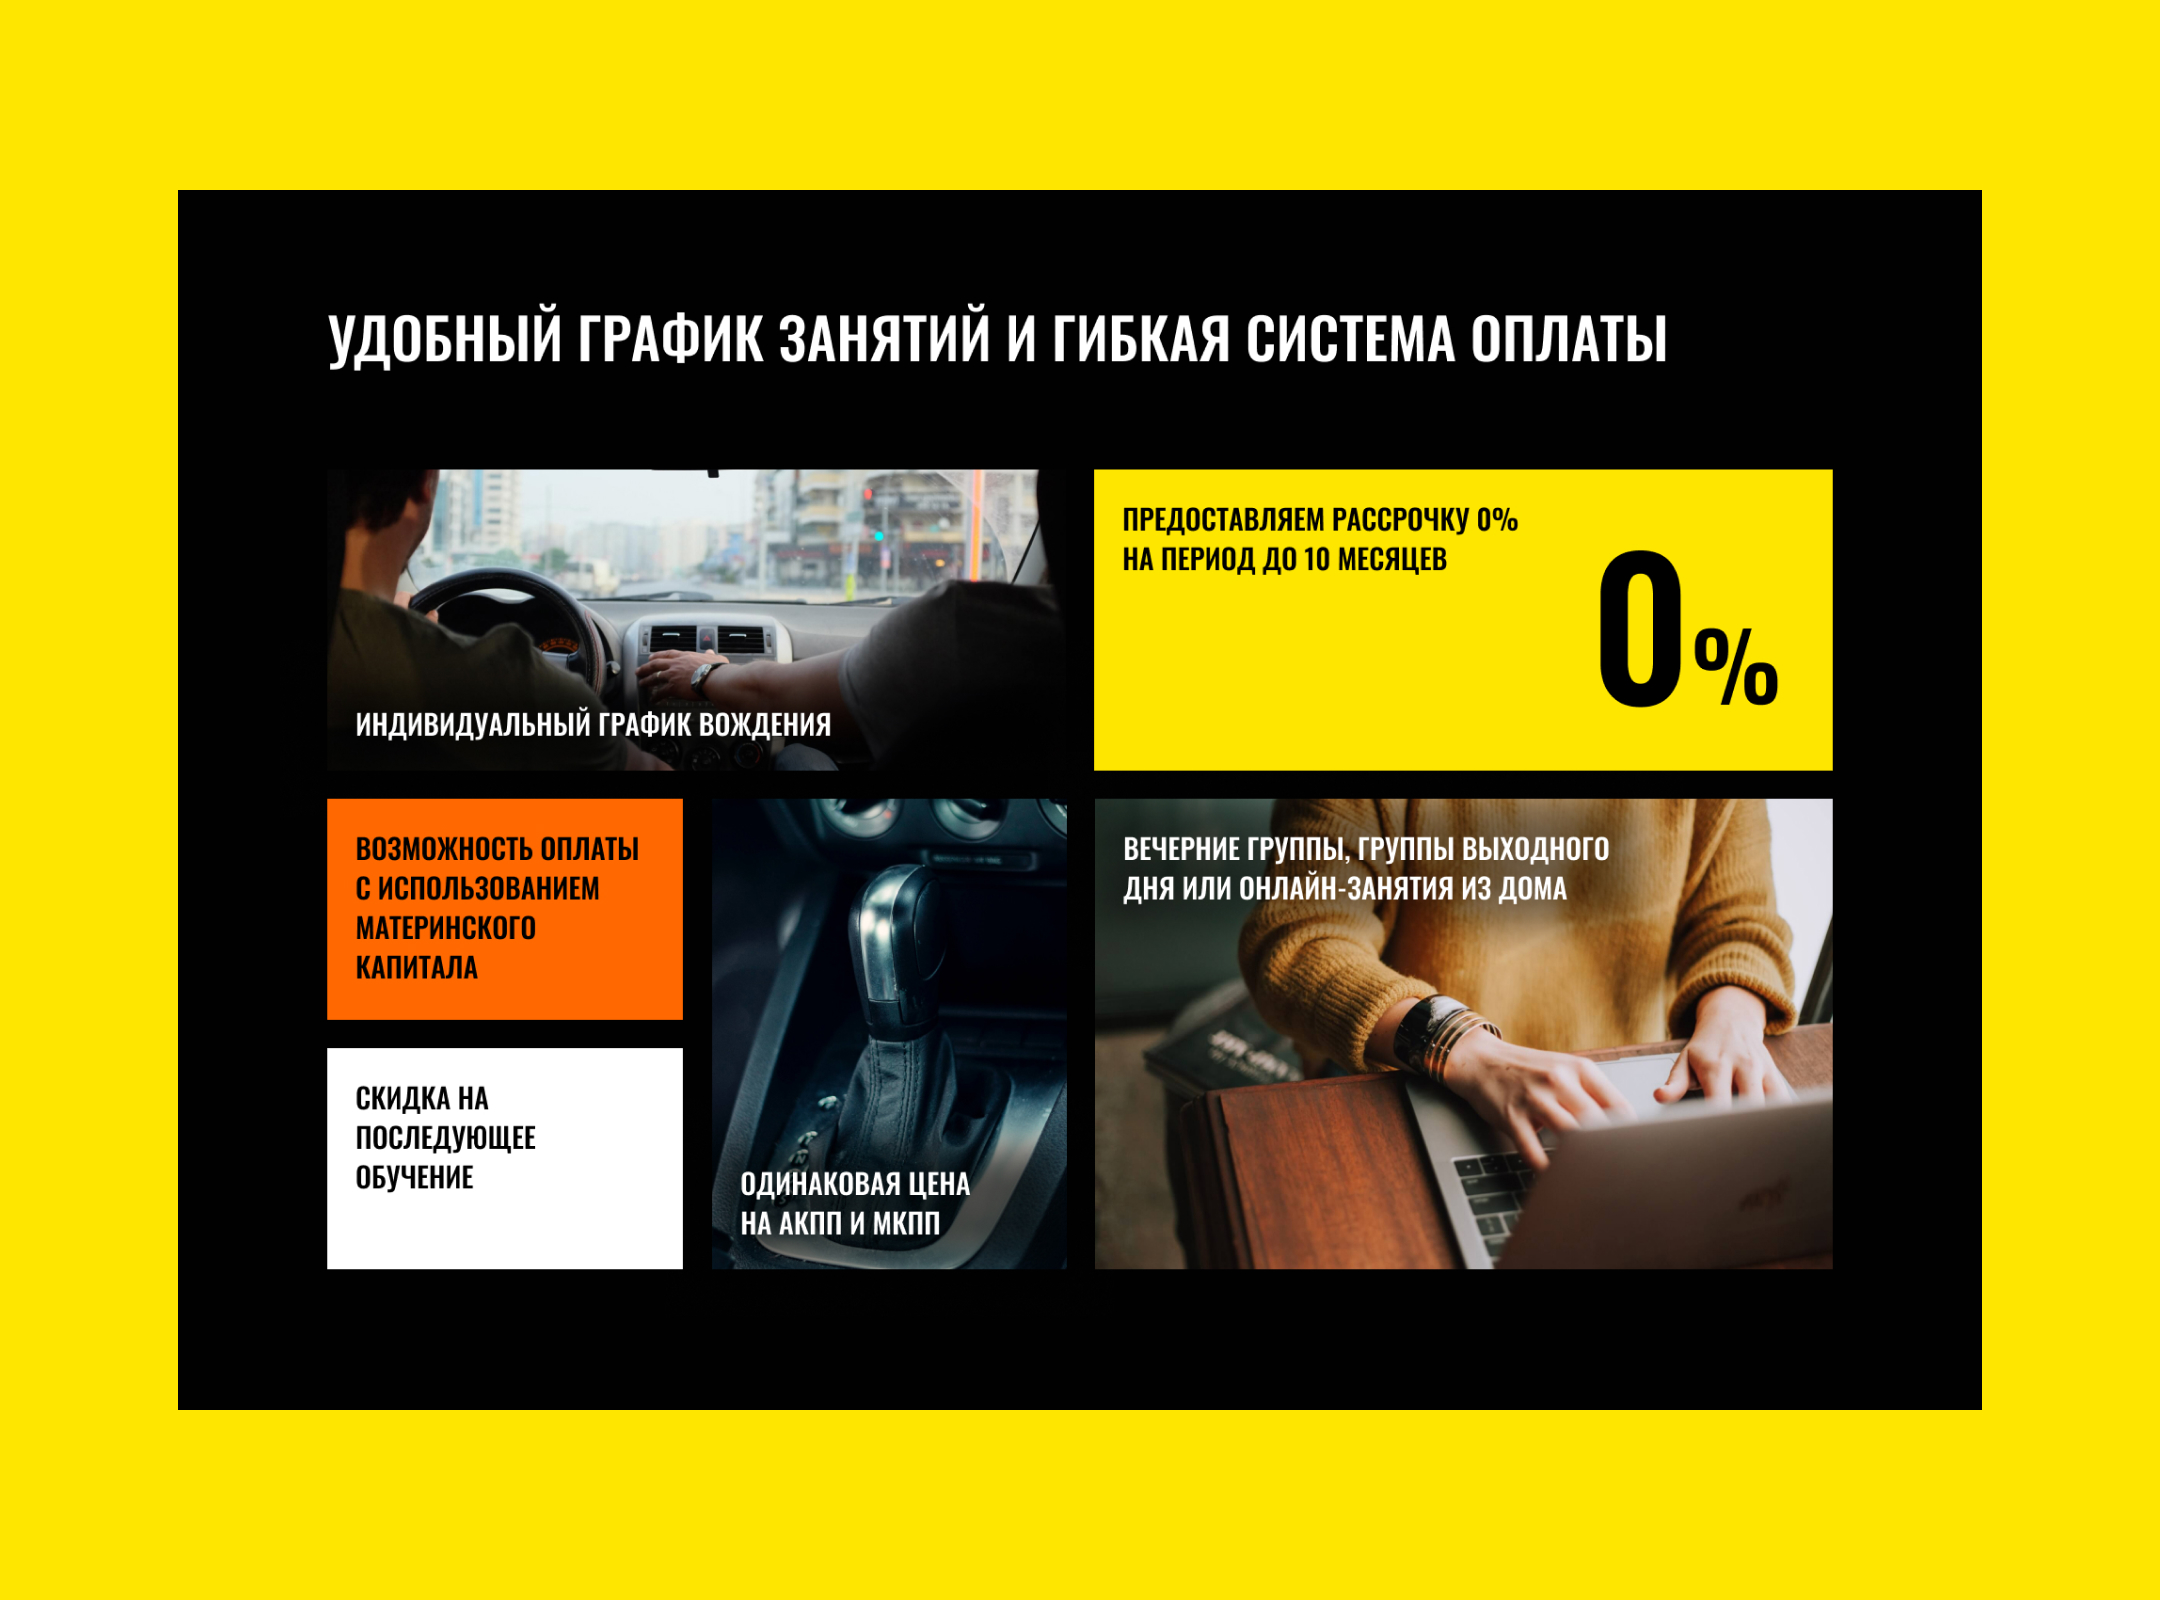 УДОБНЫЙ ГРАФИК ЗАНЯТИЙ И ГИБКАЯ СИСТЕМА ОПЛАТЫ
ИНДИВИДУАЛЬНЫЙ ГРАФИК ВОЖДЕНИЯ
ПРЕДОСТАВЛЯЕМ РАССРОЧКУ 0%
НА ПЕРИОД ДО 10 МЕСЯЦЕВ
0%
ВОЗМОЖНОСТЬ ОПЛАТЫ
С ИСПОЛЬЗОВАНИЕМ
МАТЕРИНСКОГО
КАПИТАЛА
СКИДКА НА
ПОСЛЕДУЮЩЕЕ
ОБУЧЕНИЕ
ОДИНАКОВАЯ ЦЕНА
НА АКПП И МКПП
ВЕЧЕРНИЕ ГРУППЫ, ГРУППЫ ВЫХОДНОГО
ДНЯ ИЛИ ОНЛАЙН-ЗАНЯТИЯ ИЗ ДОМА